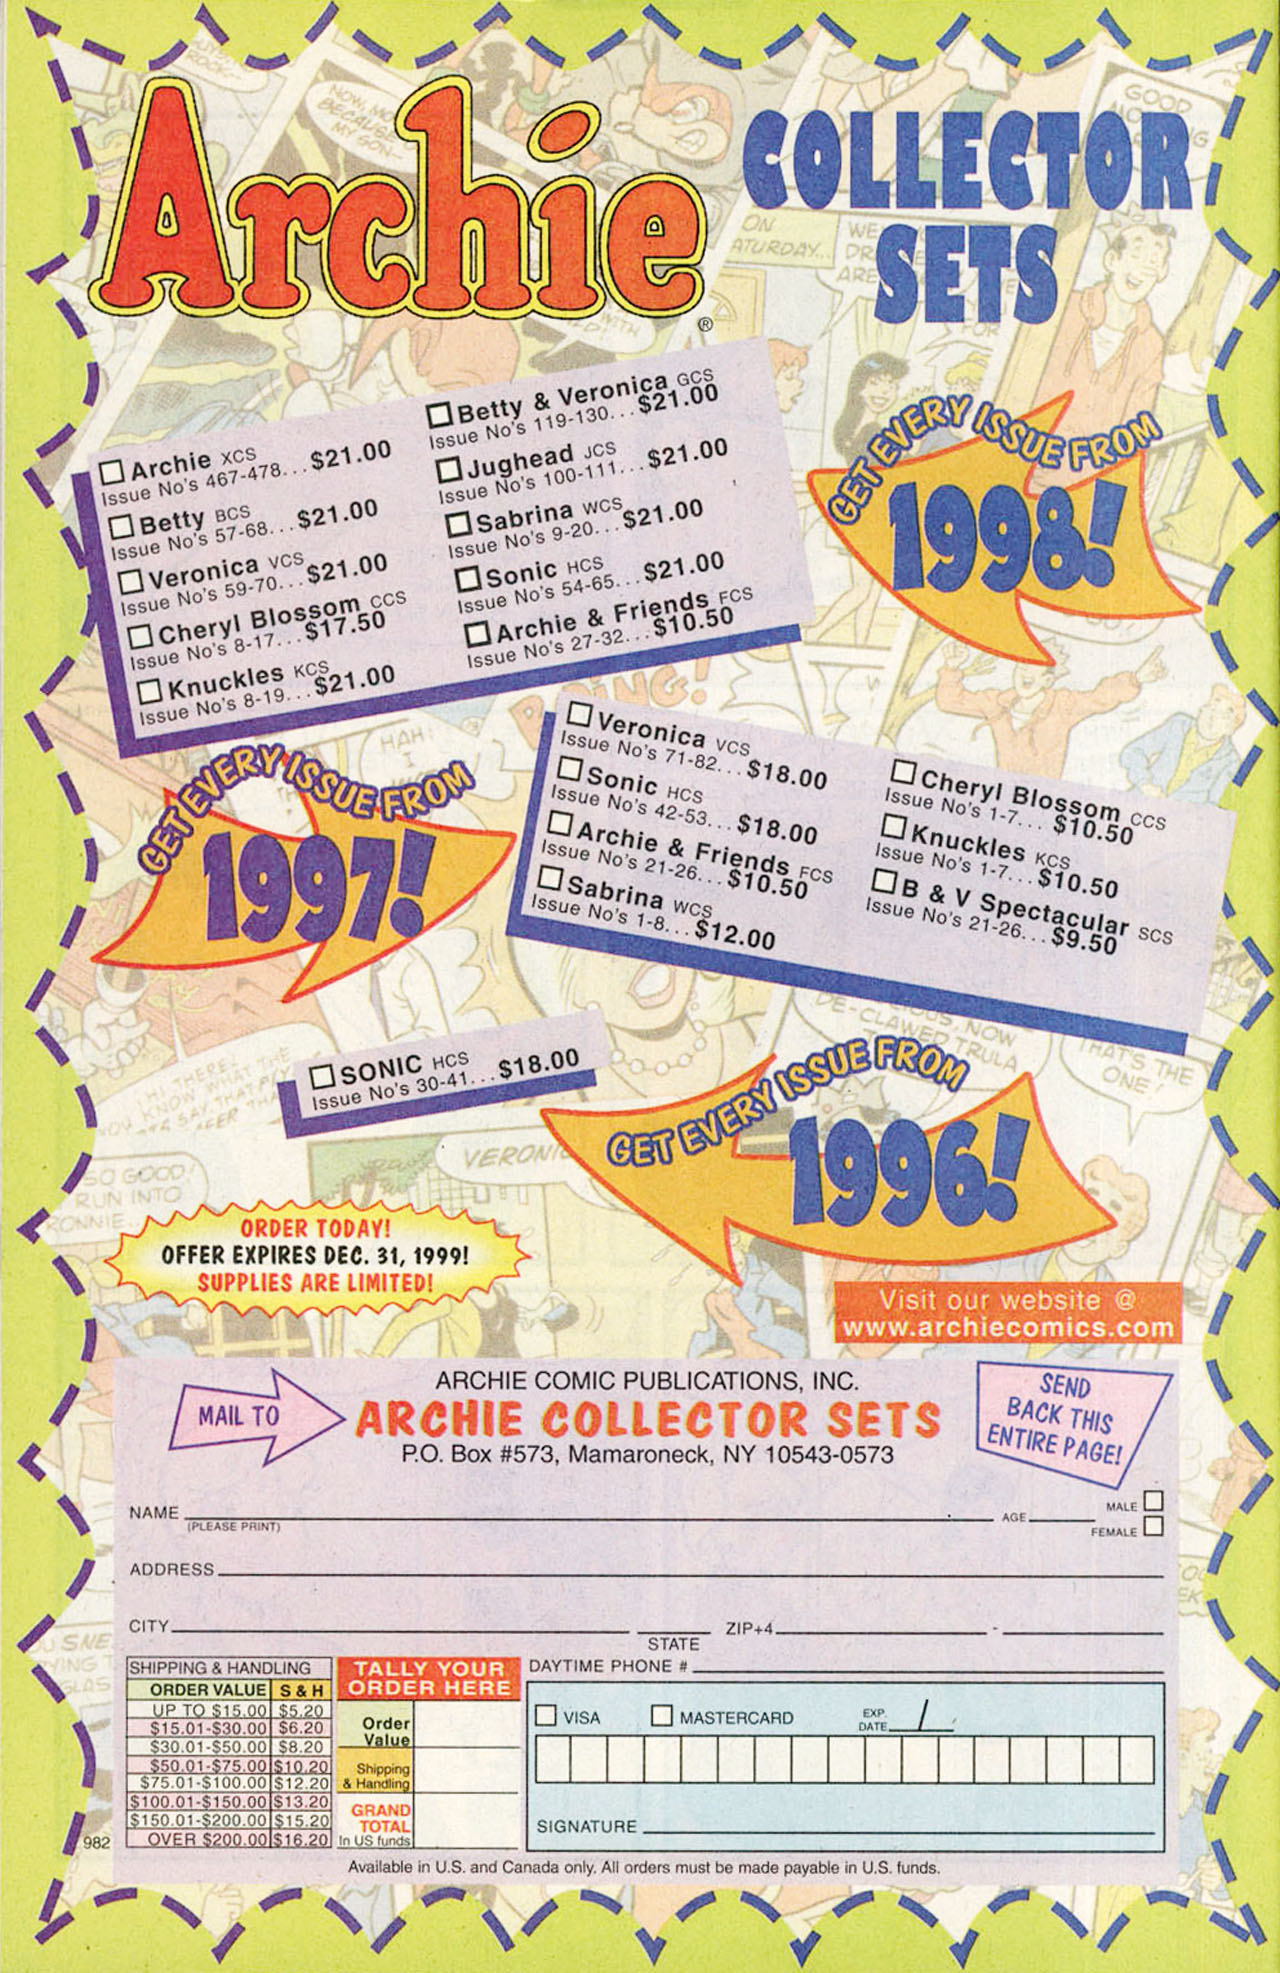 Archie
®
COLLECTOR
SETS
Archie XCS
Issue No's 467-478...$21.00
Betty BCS
Issue No's 57-68...$21.00
Veronica VCS
Issue No's 59-70...$21.00
Cheryl Blossom CCS
Issue No's 8-17...$17.50
Knuckles KCS
Issue No's 8-19...$21.00
Betty & Veronica GCS
Issue No's 119-130...$21.00
Jughead JCS
Issue No's 100-111...$21.00
Sabrina WCS
Issue No's 9-20...$21.00
Sonic HCS
Issue No's 54-65...$21.00
Archie & Friends FCS
Issue No's 27-32...$10.50
GET EVERY ISSUE FROM
1998!
GET EVERY ISSUE FROM
1997!
Veronica VCS
Issue No's 71-82...$18.00
Sonic HCS
Issue No's 42-53...$18.00
Archie & Friends FCS
Issue No's 21-26...$10.50
Sabrina WCS
Issue No's 1-8...$12.00
Cheryl Blossom CCS
Issue No's 1-7...$10.50
Knuckles KCS
Issue No's 1-7...$10.50
B & V Spectacular SCS
Issue No's 21-26...$9.50
SONIC HCS
Issue No's 30-41...$18.00
GET EVERY ISSUE FROM
1996!
ORDER TODAY!
OFFER EXPIRES DEC. 31, 1999!
SUPPLIES ARE LIMITED!
Visit our website @
www.archiecomics.com
MAIL TO
ARCHIE COMIC PUBLICATIONS, INC.
ARCHIE COLLECTOR SETS
P.O. Box #573, Mamaroneck, NY 10543-0573
SEND
BACK THIS
ENTIRE PAGE!
NAME
(PLEASE PRINT)
AGE
MALE
FEMALE
ADDRESS
CITY
STATE
ZIP+4 -
SHIPPING & HANDLING
ORDER VALUE S & H
UP TO $15.00 $5.20
$15.01-$30.00 $6.20
$30.01-$50.00 $8.20
$50.01-$75.00 $10.20
$75.01-$100.00 $12.20
$100.01-$150.00 $13.20
$150.01-$200.00 $15.20
OVER $200.00 $16.20
TALLY YOUR
ORDER HERE
Order
Value
Shipping
& Handling
GRAND
TOTAL
In US funds
DAYTIME PHONE #
VISA
MASTERCARD
EXP.
DATE /
SIGNATURE
982
Available in U.S. and Canada only. All orders must be made payable in U.S. funds.